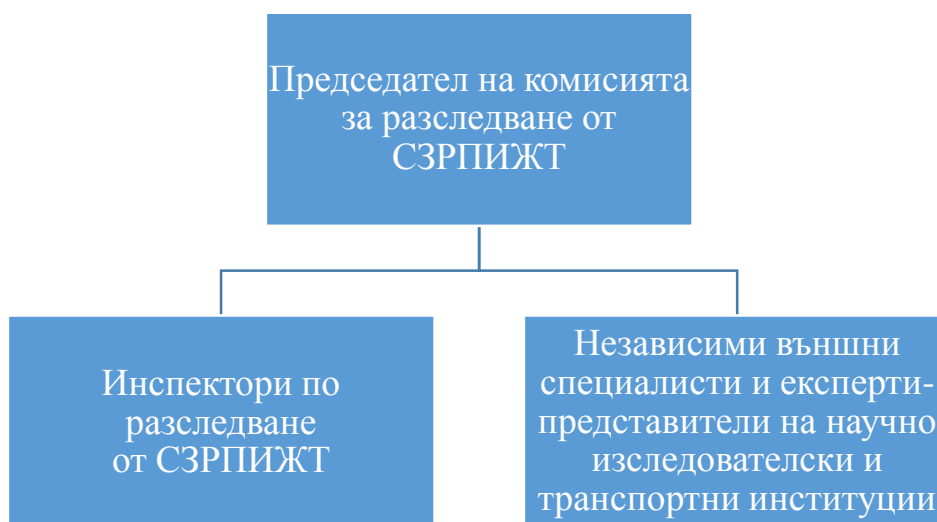 Председател на комисията
за разследване от
СЗРПИЖТ
Инспектори по
разследване
от СЗРПИЖТ
Независими външни
специалисти и експерти-
представители на научно
изследователски и
транспортни институции